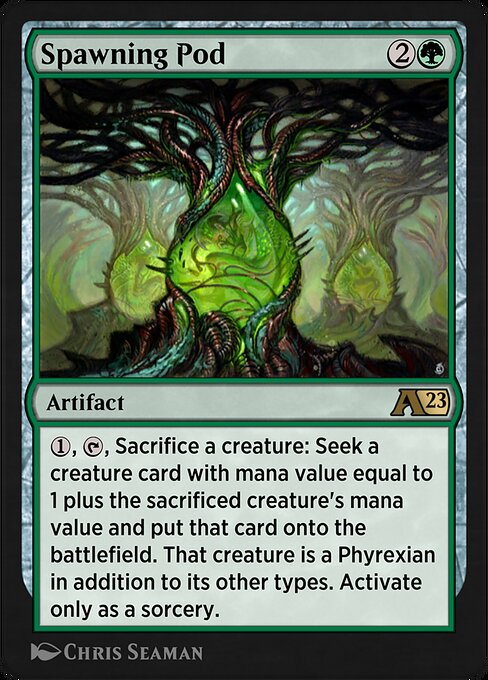 Spawning Pod 2
Artifact A23
1, , Sacrifice a creature: Seek a
creature card with mana value equal to
1 plus the sacrificed creature's mana
value and put that card onto the
battlefield. That creature is a Phyrexian
in addition to its other types. Activate
only as a sorcery.
Chris Seaman